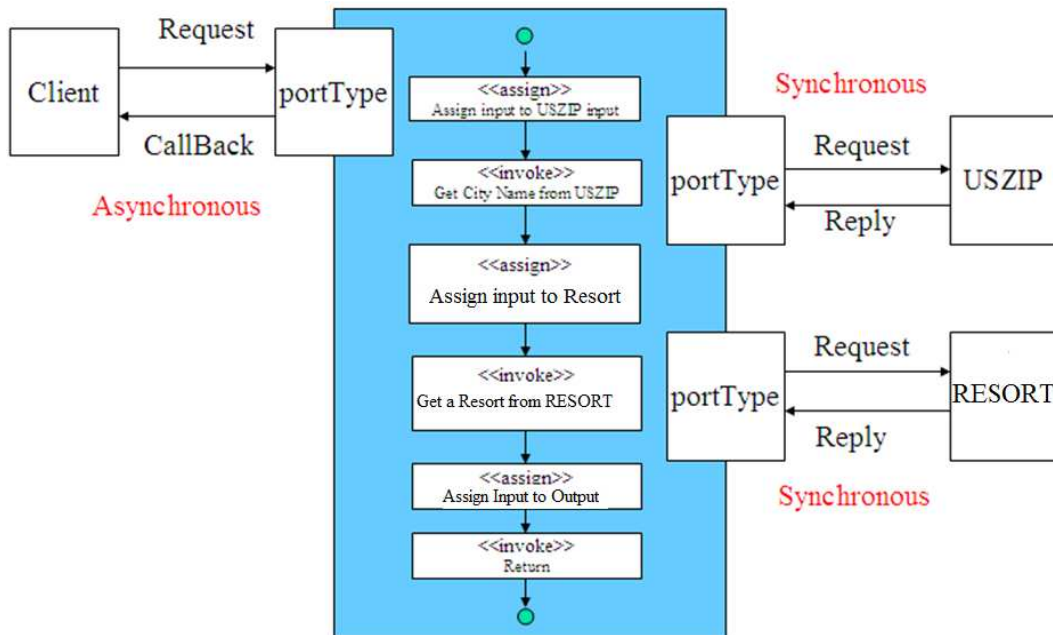 Request
Client
portType
CallBack
Asynchronous
<<assign>>
Assign input to USZIP input
<<invoke>>
Get City Name from USZIP
<<assign>>
Assign input to Resort
<<invoke>>
Get a Resort from RESORT
<<assign>>
Assign Input to Output
<<invoke>>
Return
Synchronous
Request
portType
USZIP
Reply
Request
portType
RESORT
Reply
Synchronous